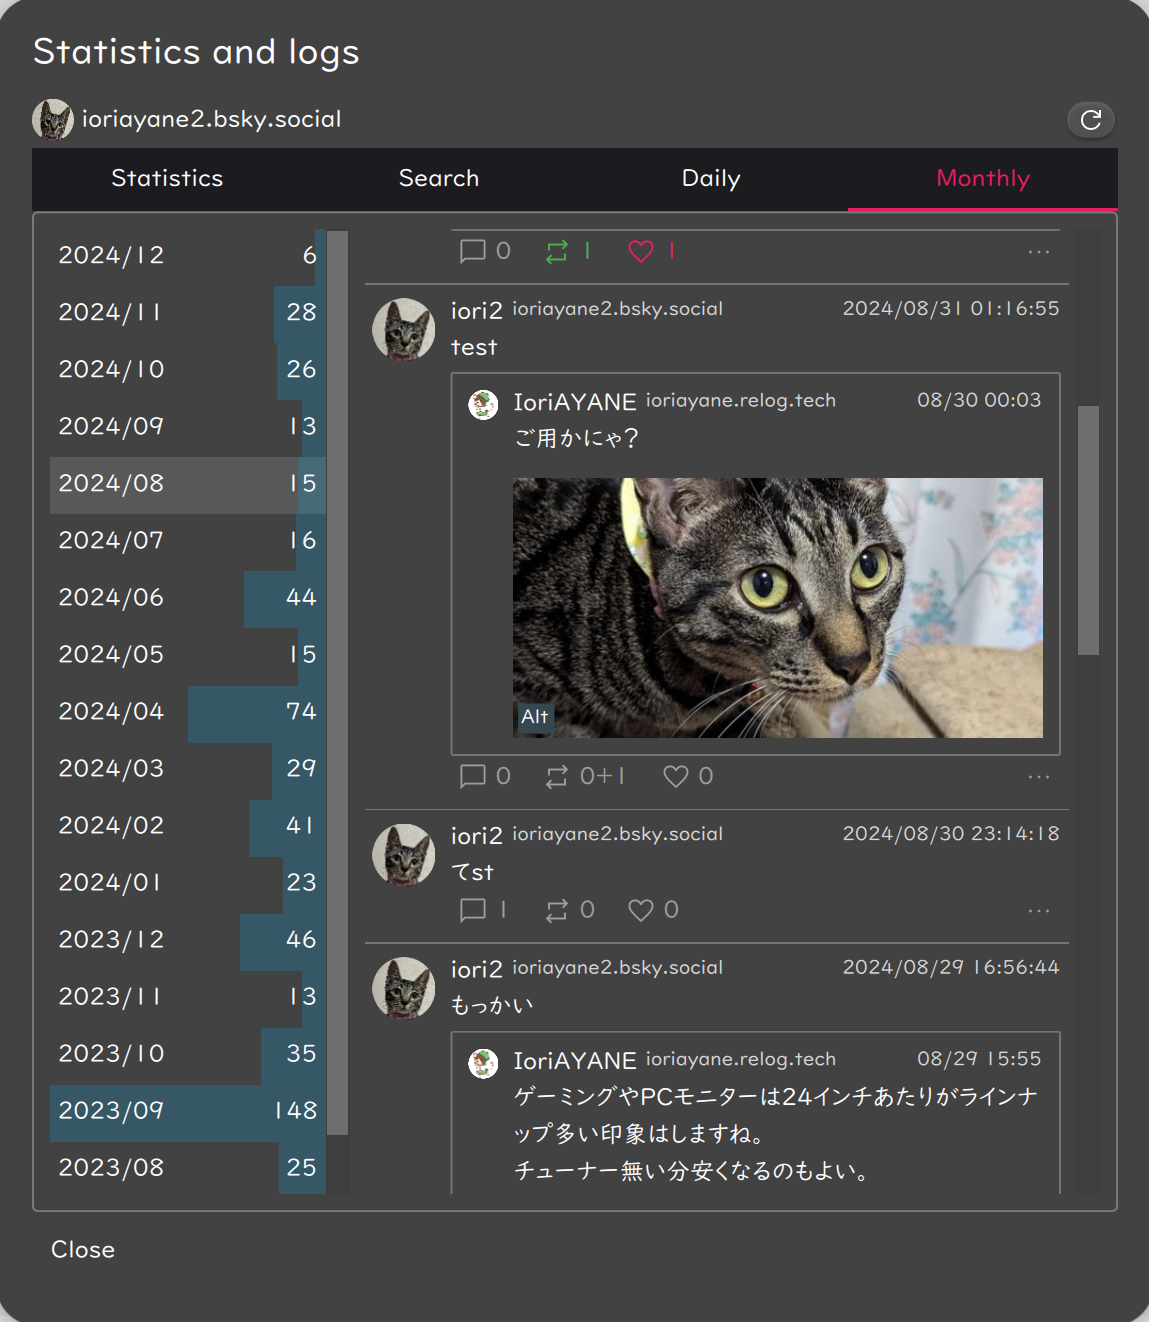 Statistics and logs
ioriayane2.bsky.social
Statistics Search Daily Monthly
2024/12 6
2024/11 28
2024/10 26
2024/09 13
2024/08 15
2024/07 16
2024/06 44
2024/05 15
2024/04 74
2024/03 29
2024/02 41
2024/01 23
2023/12 46
2023/11 13
2023/10 35
2023/09 148
2023/08 25
0 1 1 ...
iori2 ioriayane2.bsky.social 2024/08/31 01:16:55
test
IoriAYANE ioriayane.relog.tech 08/30 00:03
ご用かにゃ?
Alt
0 0+1 0 ...
iori2 ioriayane2.bsky.social 2024/08/30 23:14:18
てst
1 0 0 ...
iori2 ioriayane2.bsky.social 2024/08/29 16:56:44
もっかい
IoriAYANE ioriayane.relog.tech 08/29 15:55
ゲーミングやPCモニターは24インチあたりがラインナ
ップ多い印象はしますね。
チューナー無い分安くなるのもよい。
Close